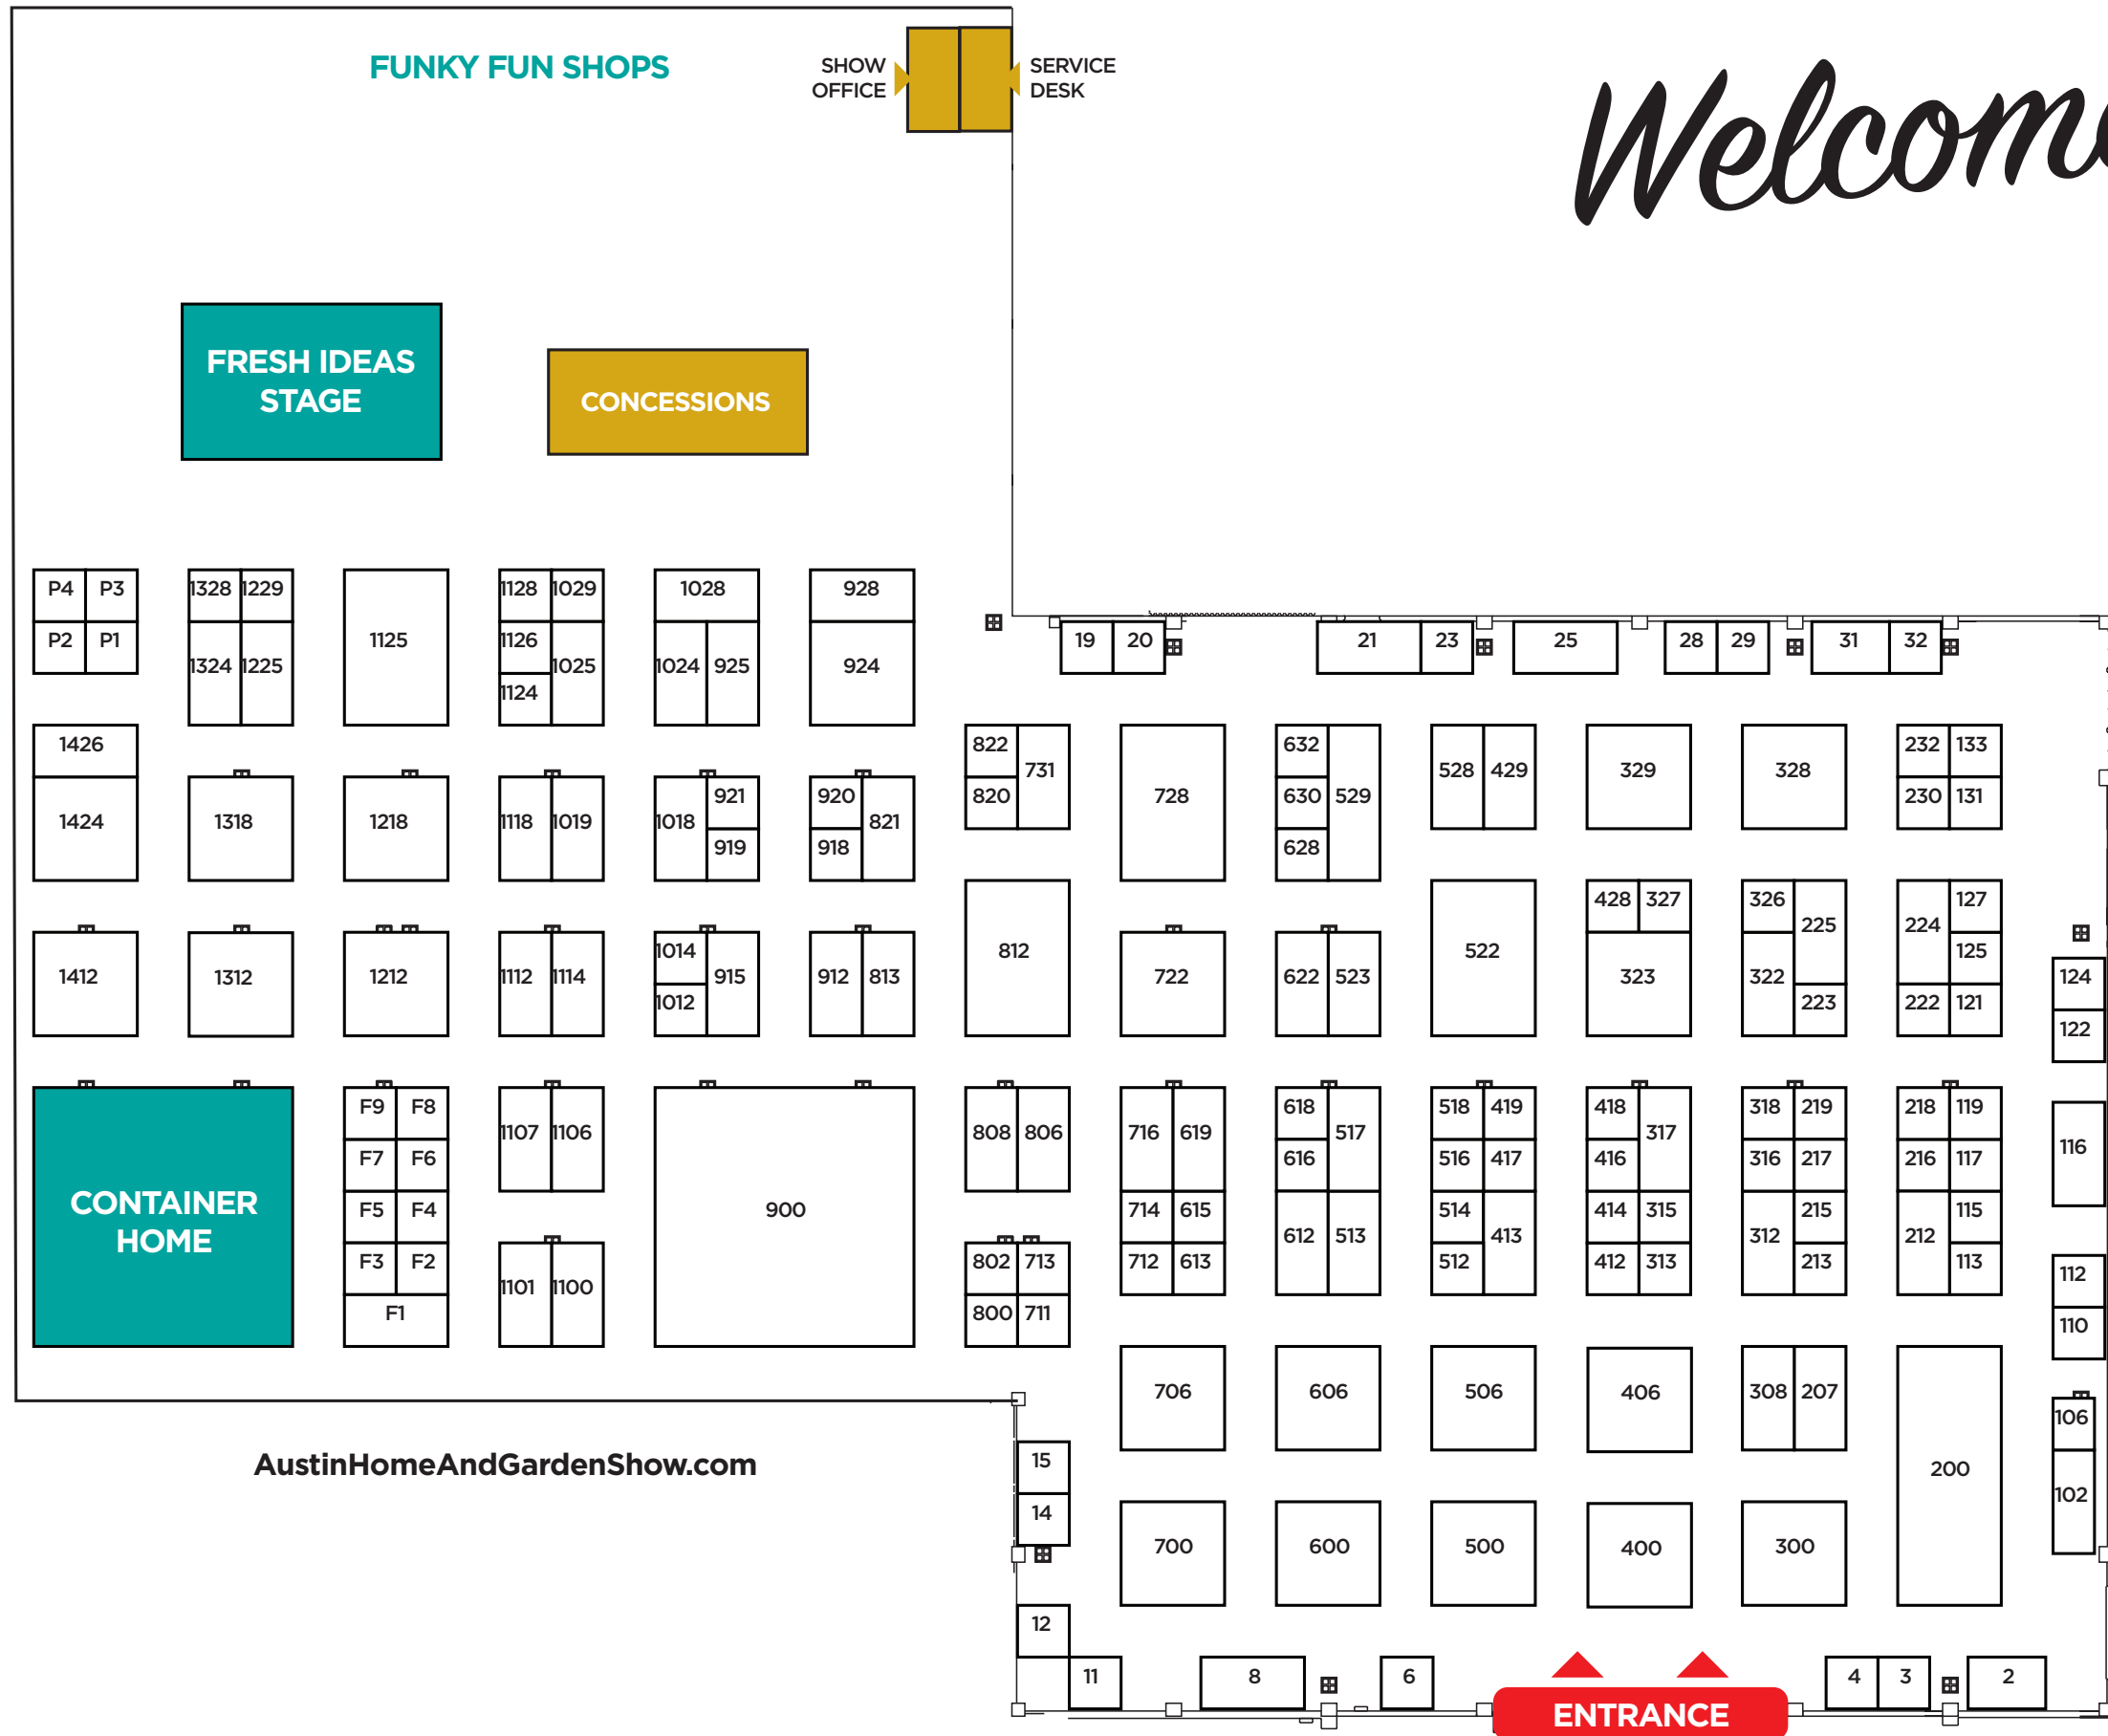 FUNKY FUN SHOPS
SHOW
OFFICE
SERVICE
DESK
Welcome
FRESH IDEAS
STAGE
CONCESSIONS
P4 P3 1328 1229 1128 1029 1028 928
P2 P1 1125 1126 19 20 21 23 25 28 29 31 32
1324 1225 1025 1024 925 924
1124
1426 822 632 232 133
731 528 429 329 328
921 920 820 728 630 529 230 131
1424 1318 1218 1118 1019 1018 821
919 918 628
428 327 326 127
225 224
1014 812 522 125
1412 1312 1212 1112 1114 915 912 813 722 622 523 323 322 124
1012 223 222 121
122
F9 F8 618 518 419 418 318 219 218 119
1107 1106 808 806 716 619 517 317 116
F7 F6 616 516 417 416 316 217 216 117
CONTAINER
HOME
F5 F4 900 714 615 514 414 315 215 115
612 513 413 312 212
F3 F2 802 713 712 613 512 412 313 213 113 112
1101 1100
F1 800 711 110
706 606 506 406 308 207
106
AustinHomeAndGardenShow.com
15 200
102
14
700 600 500 400 300
12
11 8 6 4 3 2
ENTRANCE